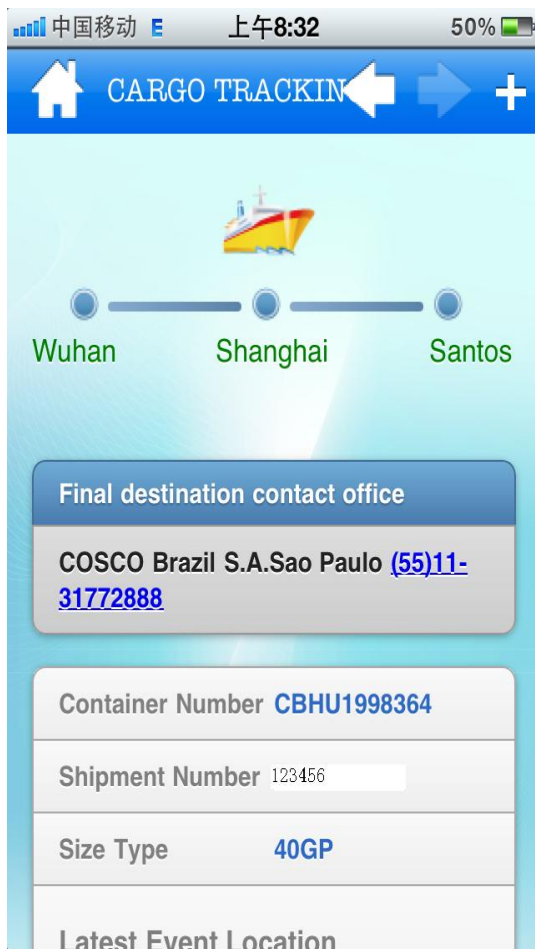 中国移动 E 上午8:32 50%
CARGO TRACKIN
Wuhan Shanghai Santos
Final destination contact office
COSCO Brazil S.A.Sao Paulo (55)11-
31772888
Container Number CBHU1998364
Shipment Number 123456
Size Type 40GP
Latest Event Location